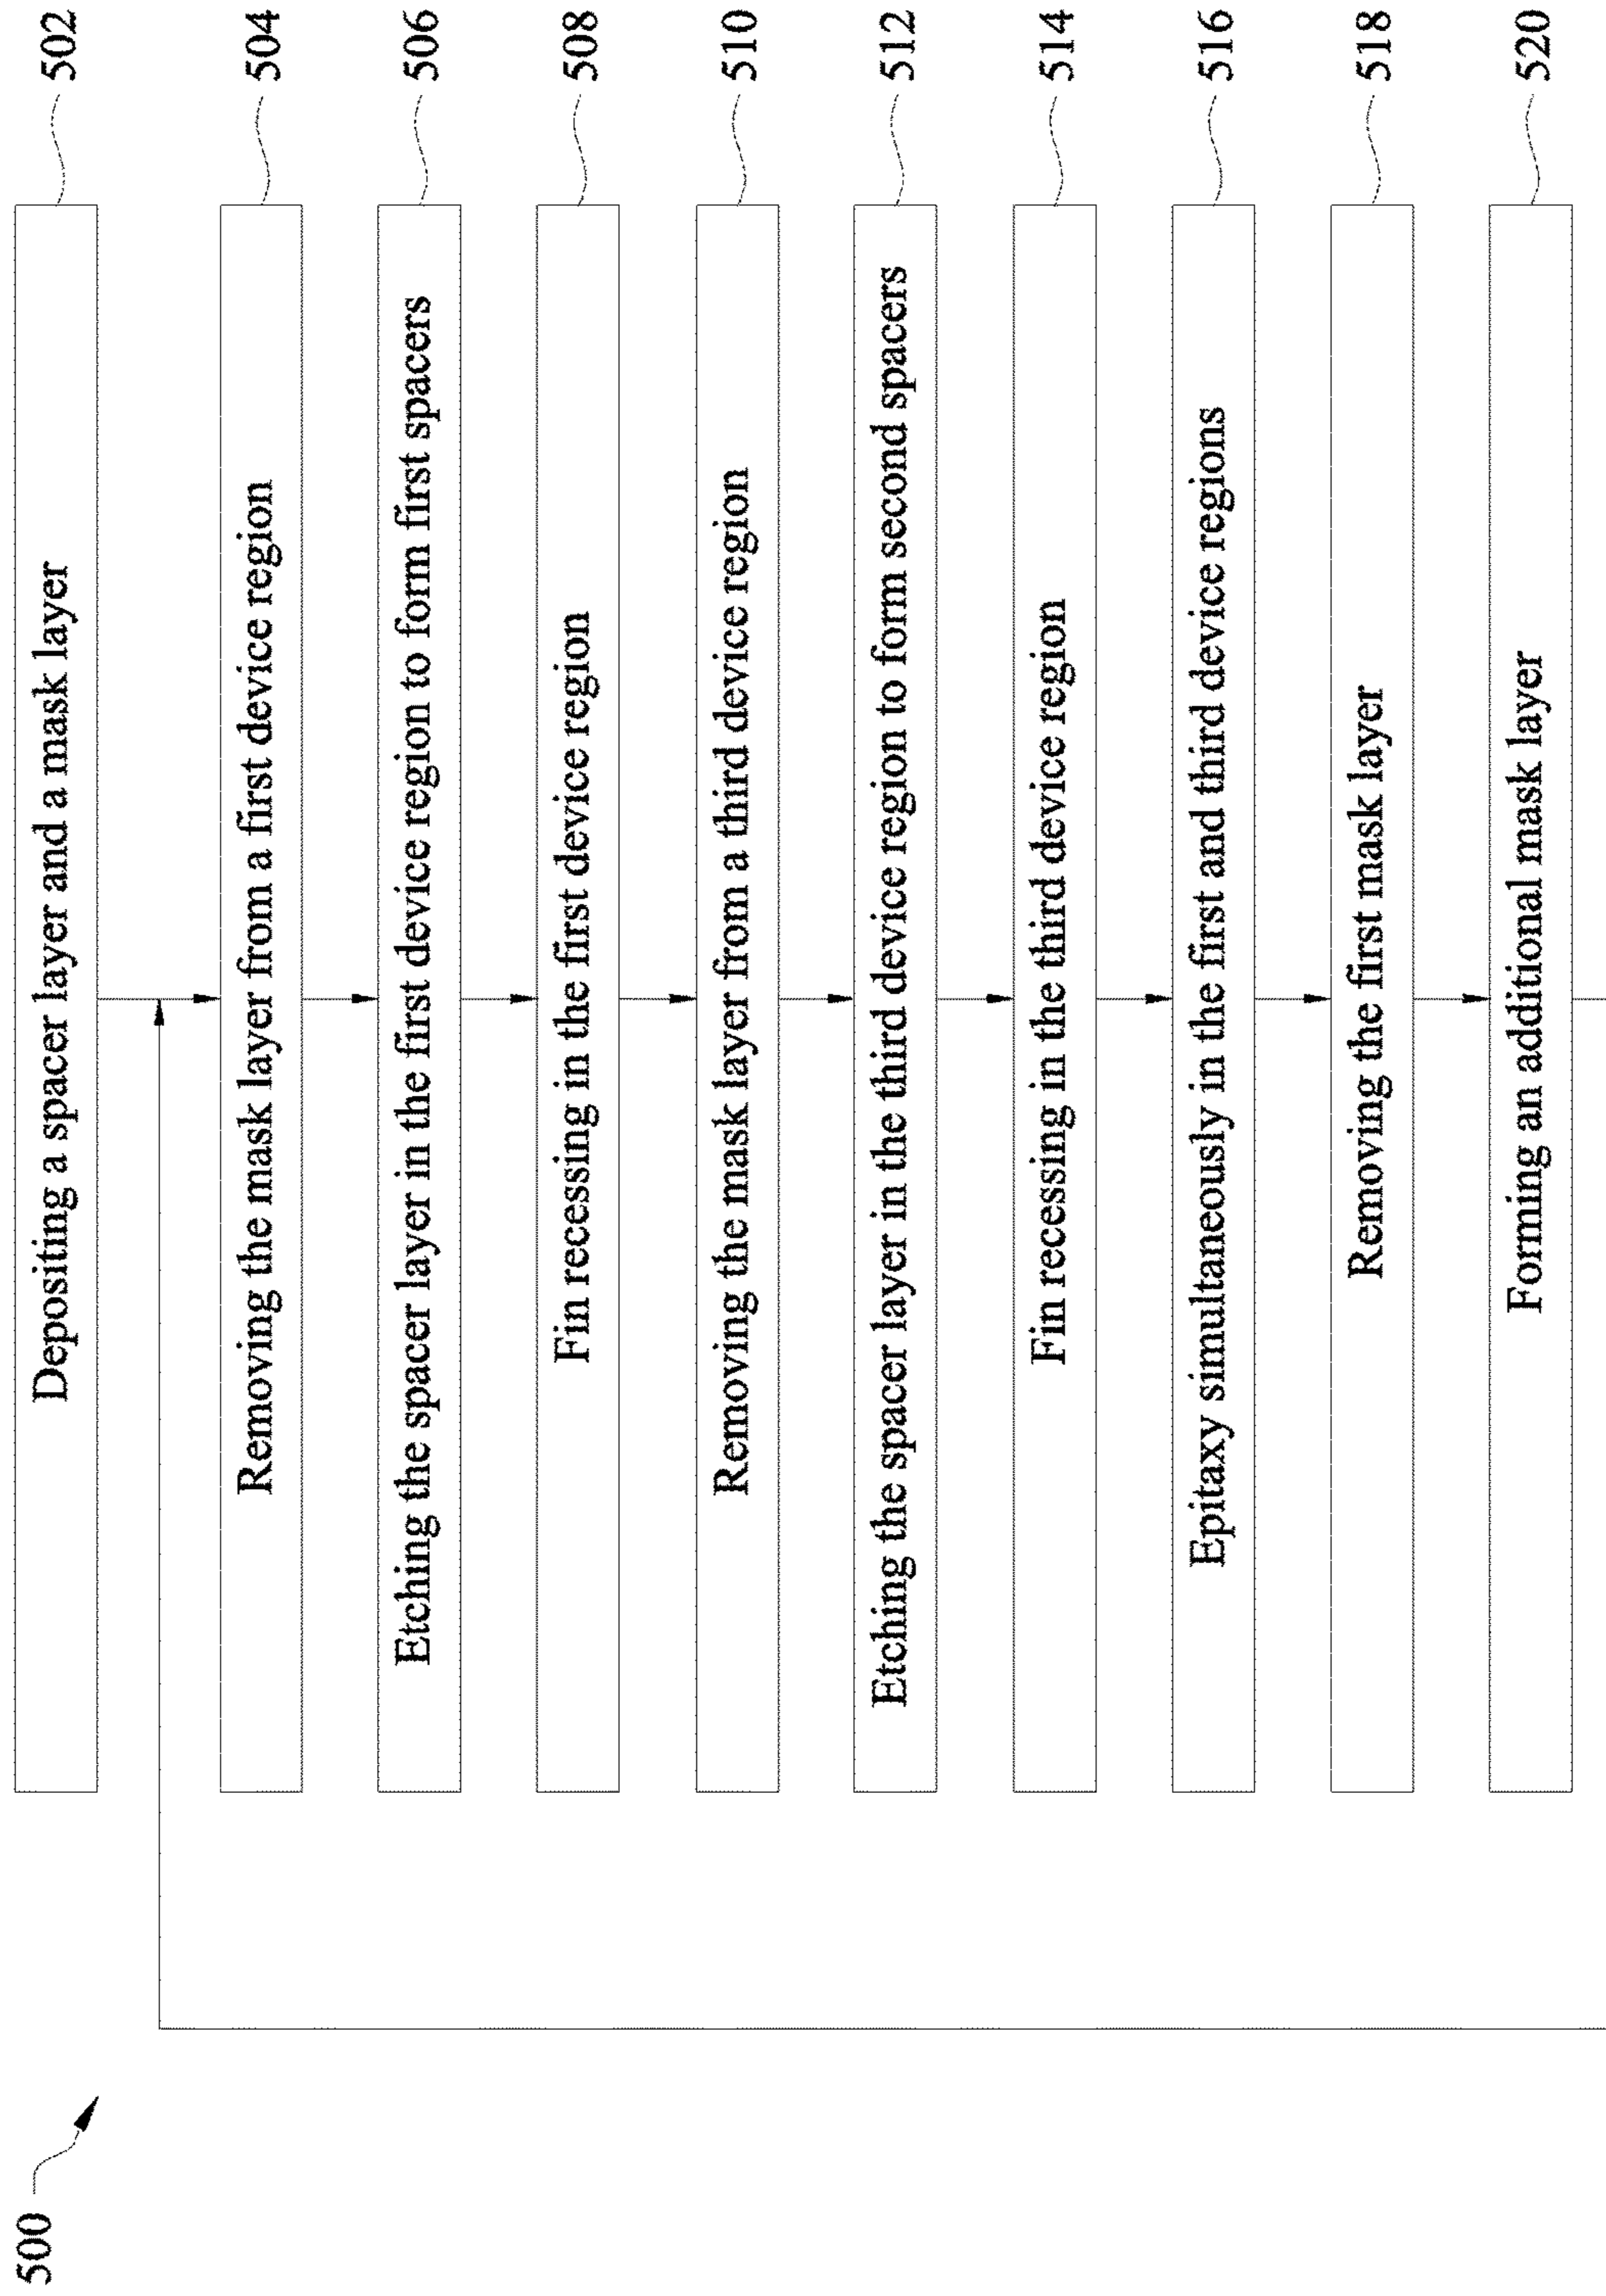 500
Depositing a spacer layer and a mask layer 502
Removing the mask layer from a first device region 504
Etching the spacer layer in the first device region to form first spacers 506
Fin recessing in the first device region 508
Removing the mask layer from a third device region 510
Etching the spacer layer in the third device region to form second spacers 512
Fin recessing in the third device region 514
Epitaxy simultaneously in the first and third device regions 516
Removing the first mask layer 518
Forming an additional mask layer 520